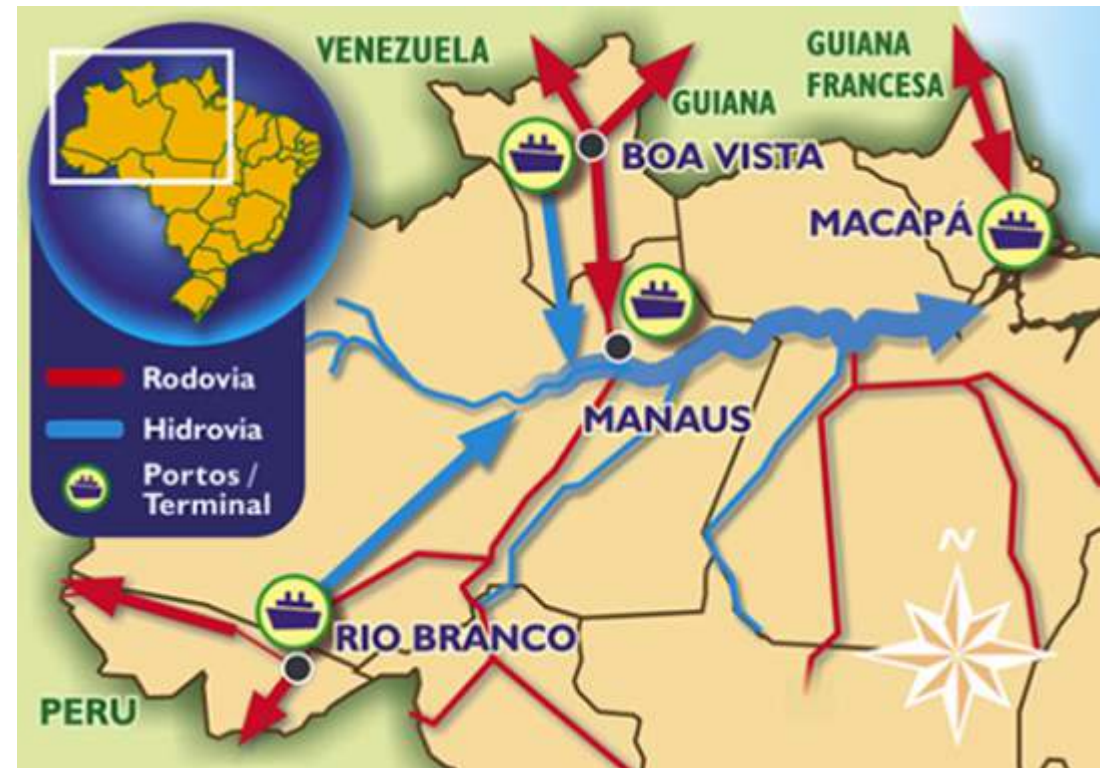 VENEZUELA
GUIANA
FRANCESA
GUIANA
BOA VISTA
MACAPÁ
Rodovia
Hidrovia
Portos /
Terminal
MANAUS
N
RIO BRANCO
PERU